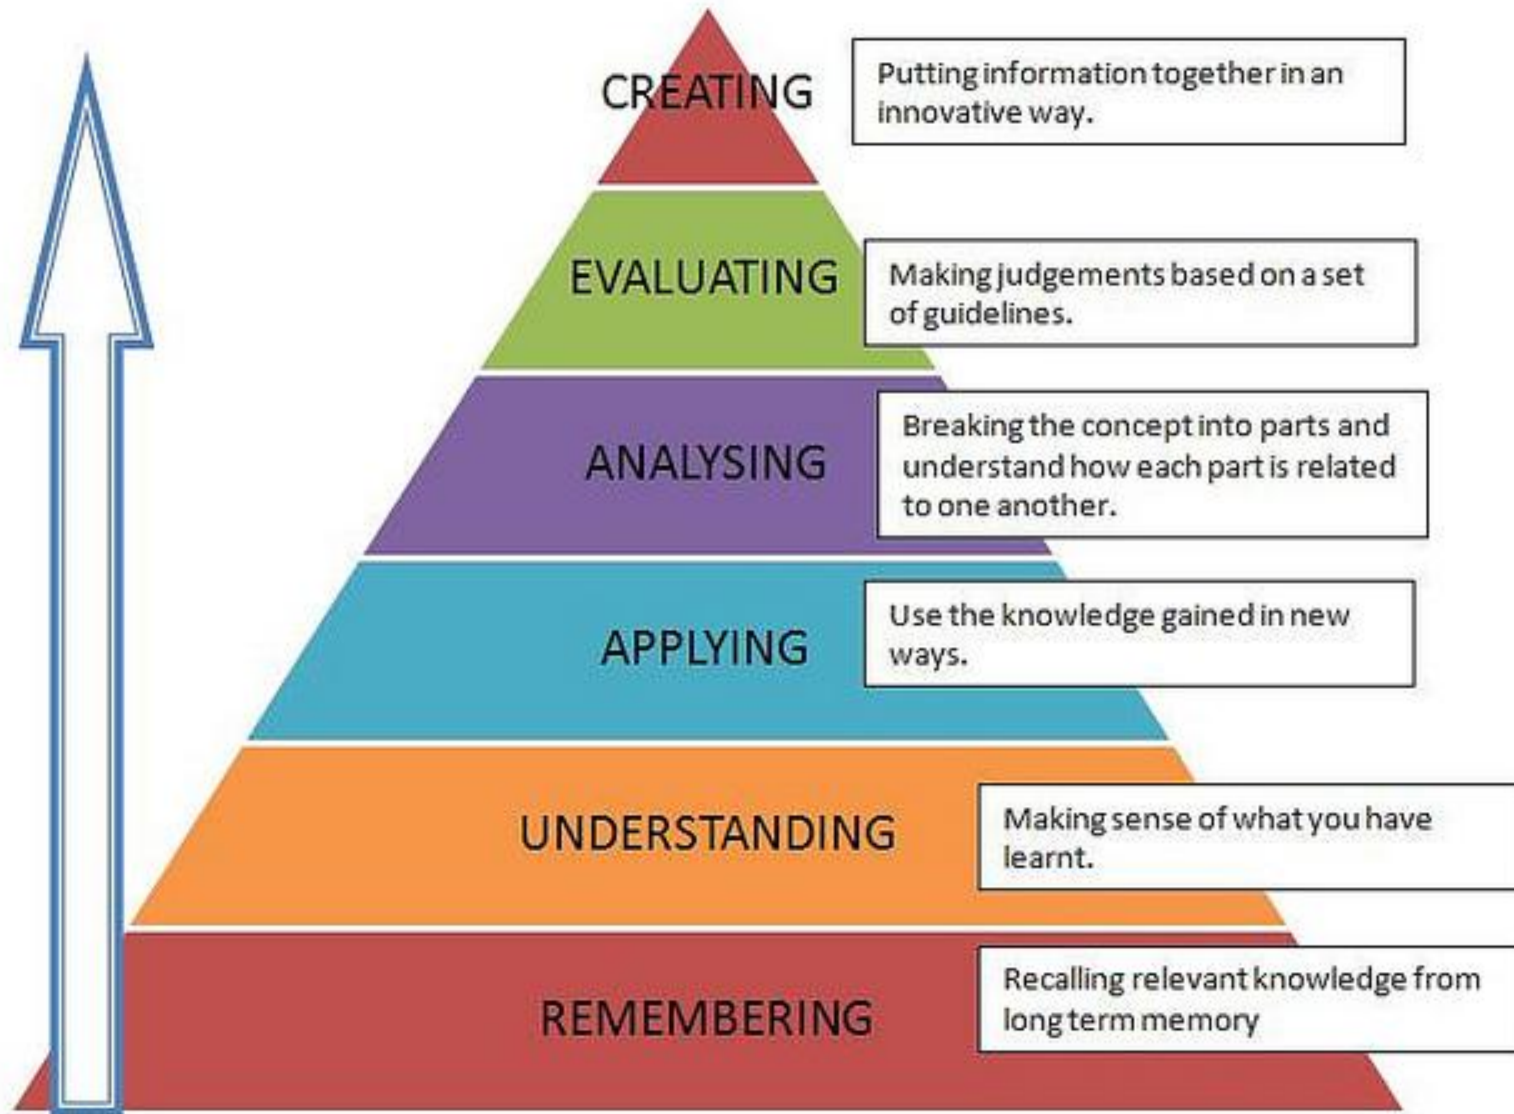 CREATING
Putting information together in an
innovative way.
EVALUATING
Making judgements based on a set
of guidelines.
ANALYSING
Breaking the concept into parts and
understand how each part is related
to one another.
APPLYING
Use the knowledge gained in new
ways.
UNDERSTANDING
Making sense of what you have
learnt.
REMEMBERING
Recalling relevant knowledge from
long term memory